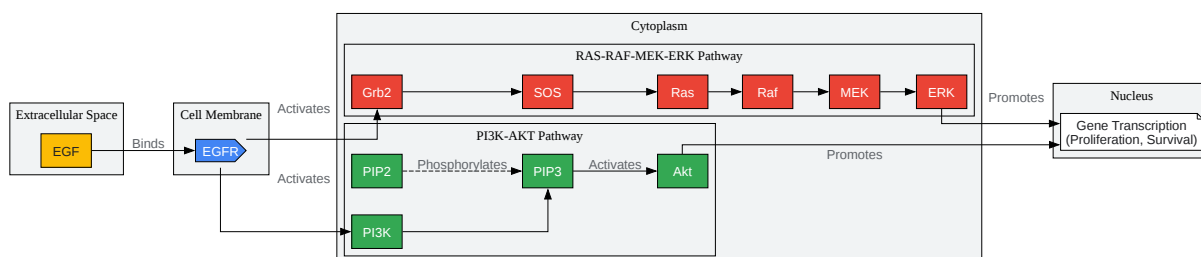 Cytoplasm
RAS-RAF-MEK-ERK Pathway
Grb2
SOS
Ras
Raf
MEK
ERK
Extracellular Space
EGF
Binds
Cell Membrane
EGFR
Activates
Activates
PI3K-AKT Pathway
PIP2
Phosphorylates
PIP3
Activates
Akt
PI3K
Promotes
Promotes
Nucleus
Gene Transcription
(Proliferation, Survival)